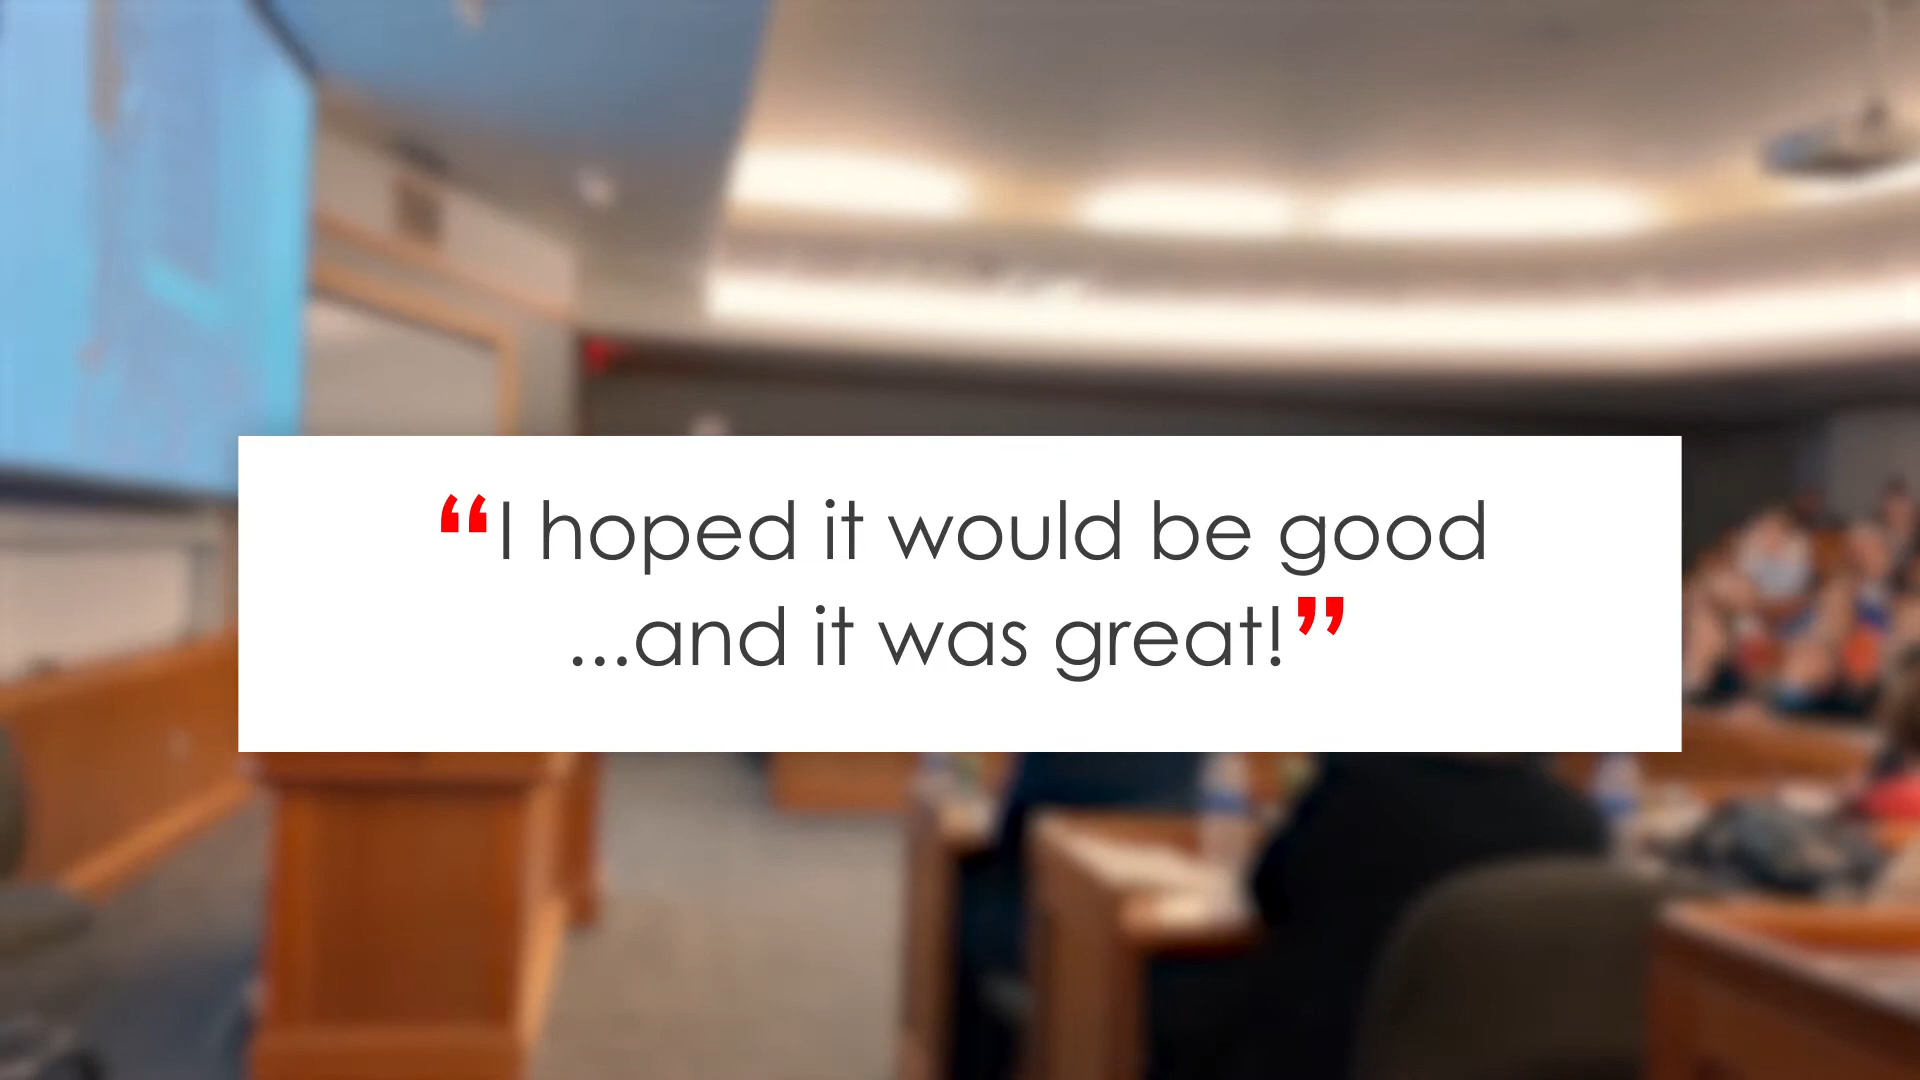 “I hoped it would be good
...and it was great!”